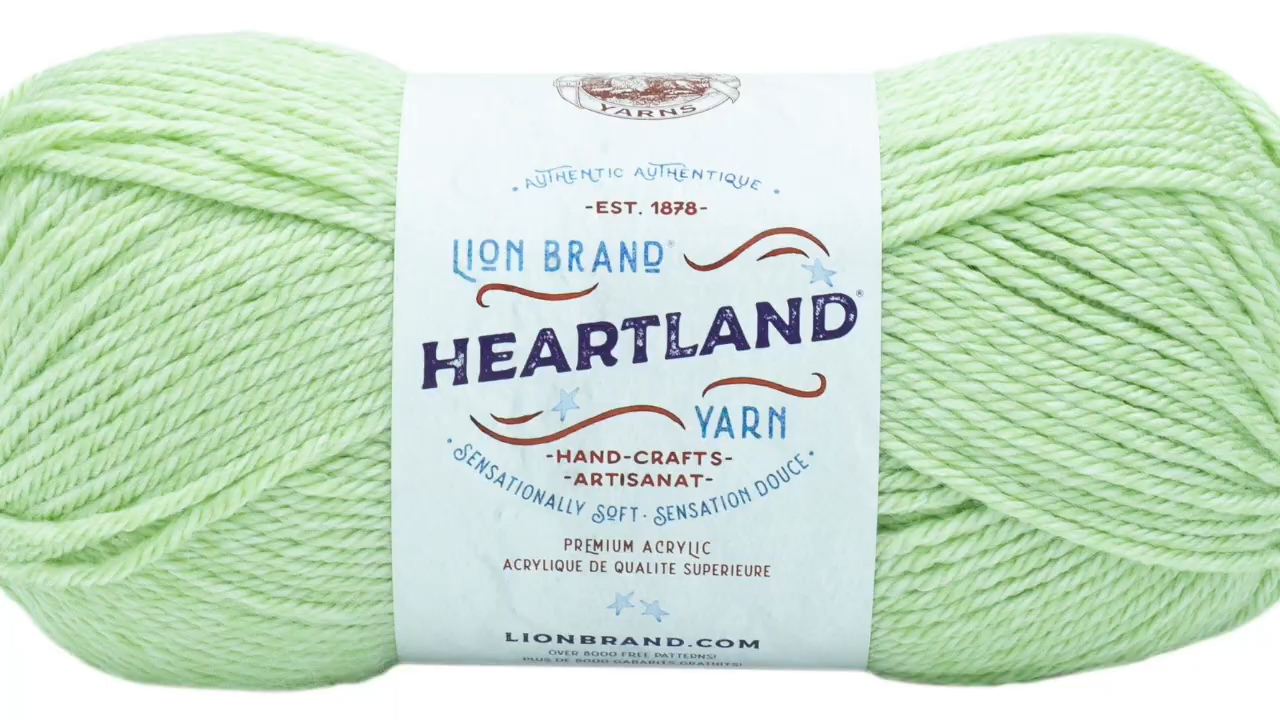 YARNS
AUTHENTIC AUTHENTIQUE
-EST. 1878-
LION BRAND®
HEARTLAND®
YARN
-HAND-CRAFTS-
-ARTISANAT-
SENSATIONALLY SOFT · SENSATION DOUCE
PREMIUM ACRYLIC
ACRYLIQUE DE QUALITE SUPERIEURE
LIONBRAND.COM
OVER 8000 FREE PATTERNS!
PLUS DE 8000 GABARITS GRATUITS!